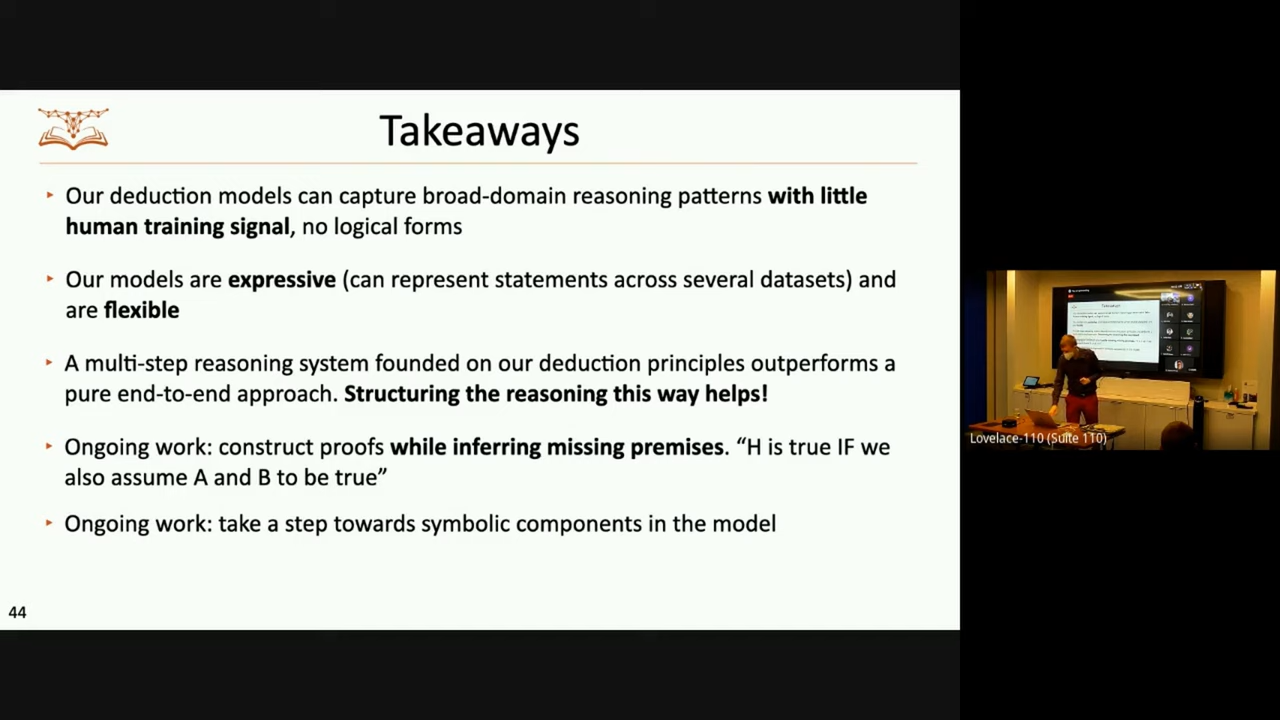 Takeaways
‣ Our deduction models can capture broad-domain reasoning patterns with little
human training signal, no logical forms
‣ Our models are expressive (can represent statements across several datasets) and
are flexible
‣ A multi-step reasoning system founded on our deduction principles outperforms a
pure end-to-end approach. Structuring the reasoning this way helps!
‣ Ongoing work: construct proofs while inferring missing premises. “H is true IF we
also assume A and B to be true”
‣ Ongoing work: take a step towards symbolic components in the model
44
Takeaways
Lovelace-110 (Suite 110)